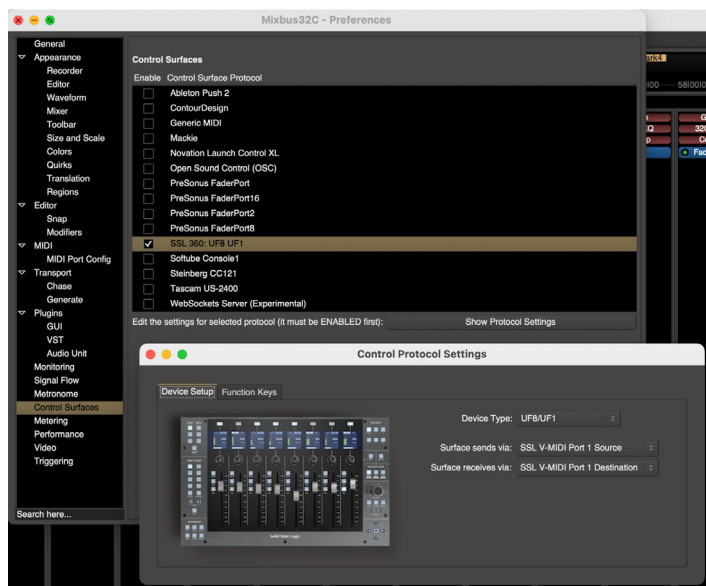 Mixbus32C - Preferences
General
Appearance
Recorder
Editor
Waveform
Mixer
Toolbar
Size and Scale
Colors
Quirks
Translation
Regions
Editor
Snap
Modifiers
MIDI
MIDI Port Config
Transport
Chase
Generate
Plugins
GUI
VST
Audio Unit
Monitoring
Signal Flow
Metronome
Control Surfaces
Metering
Performance
Video
Triggering
Search here...
Control Surfaces
Enable Control Surface Protocol
Ableton Push 2
ContourDesign
Generic MIDI
Mackie
Novation Launch Control XL
Open Sound Control (OSC)
PreSonus FaderPort
PreSonus FaderPort16
PreSonus FaderPort2
PreSonus FaderPort8
SSL 360: UF8 UF1
Softube Console1
Steinberg CC121
Tascam US-2400
WebSockets Server (Experimental)
Edit the settings for selected protocol (it must be ENABLED first): Show Protocol Settings
Control Protocol Settings
Device Setup Function Keys
Device Type: UF8/UF1
Surface sends via: SSL V-MIDI Port 1 Source
Surface receives via: SSL V-MIDI Port 1 Destination
Solid State Logic